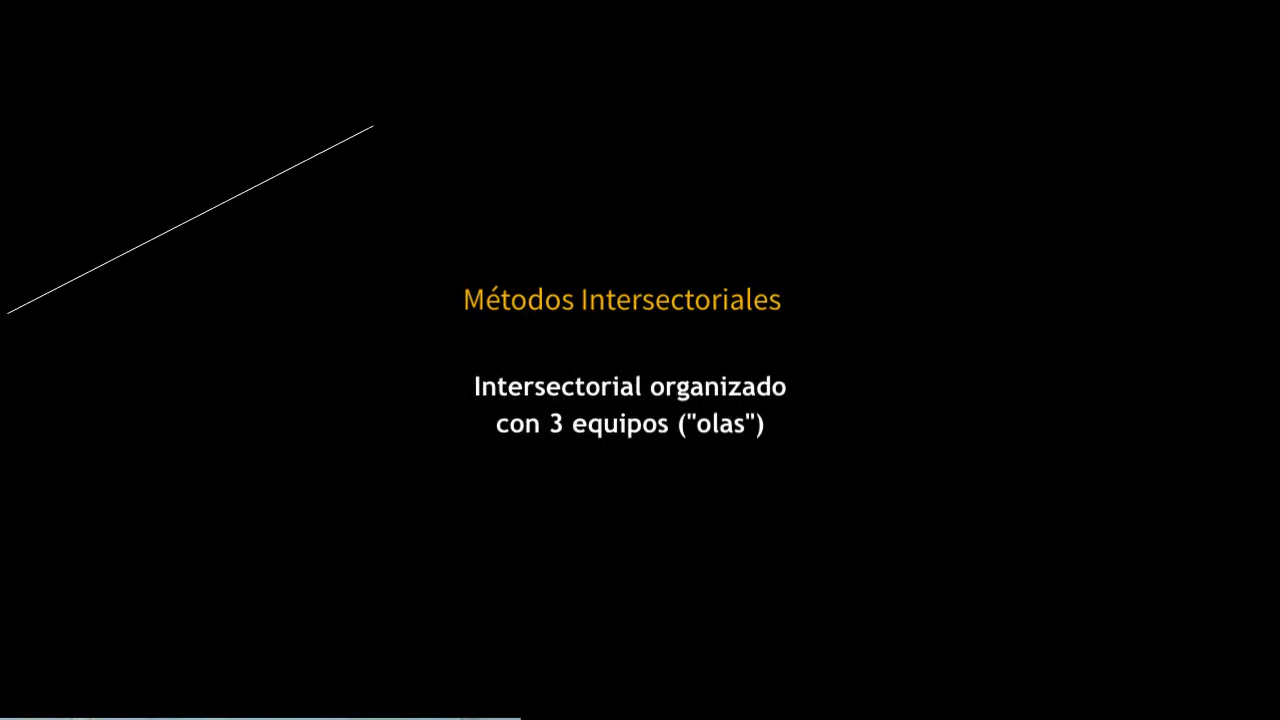 Métodos Intersectoriales
Intersectorial organizado
con 3 equipos ("olas")